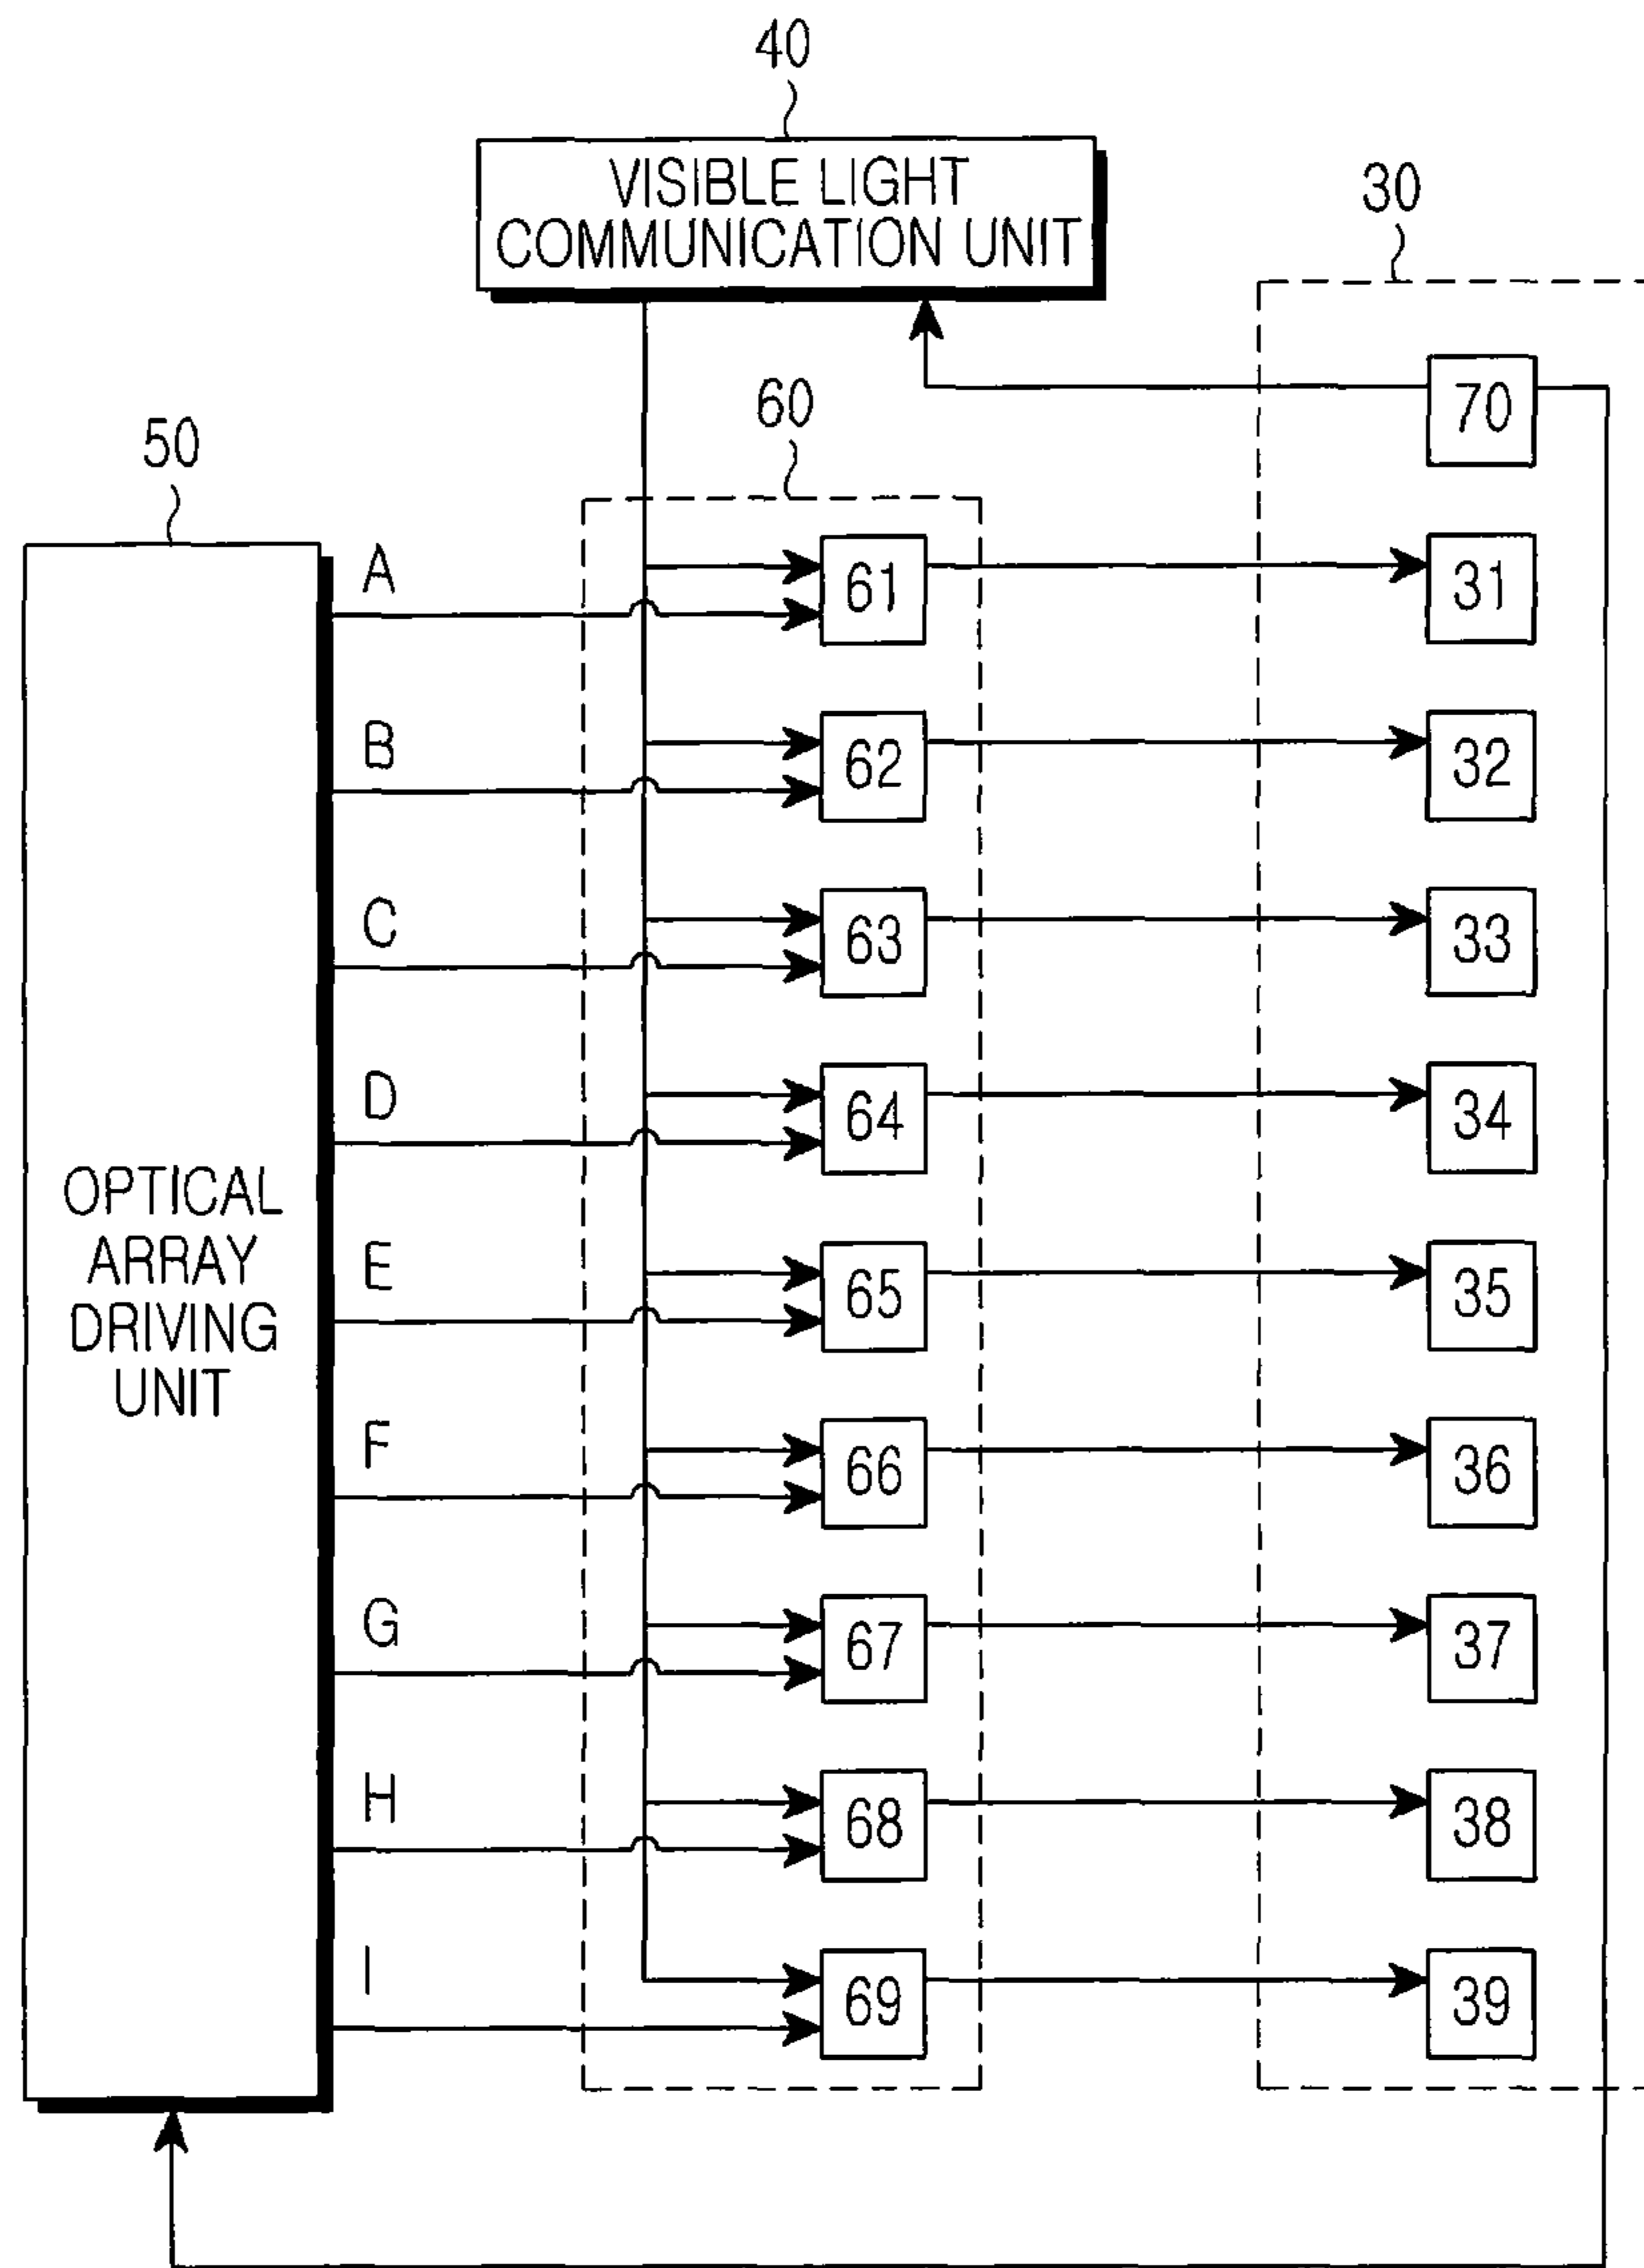 40
VISIBLE LIGHT
COMMUNICATION UNIT
30
70
60
50
A
61
31
B
62
32
C
63
33
D
64
34
OPTICAL
ARRAY
DRIVING
UNIT
E
65
35
F
66
36
G
67
37
H
68
38
I
69
39